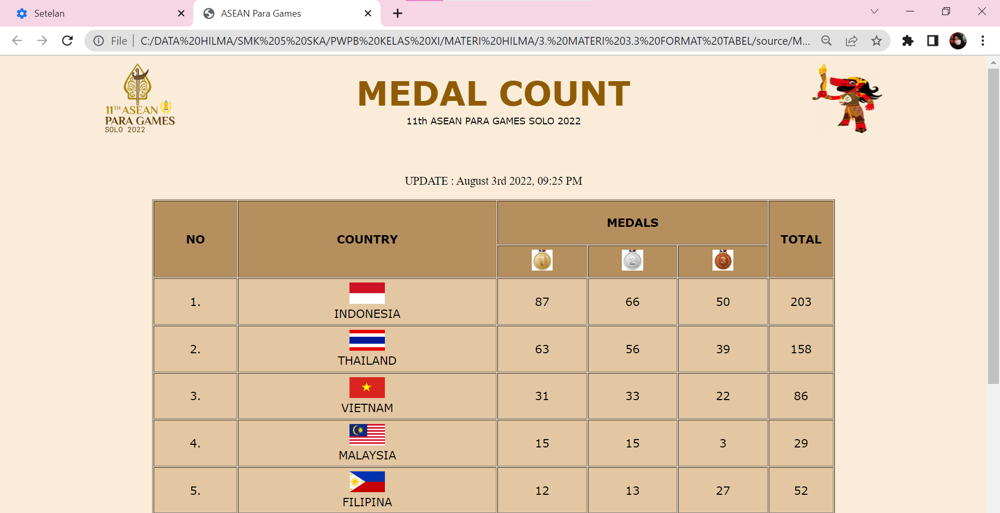 Setelan
ASEAN Para Games
File
C:/DATA%20HILMA/SMK%205%20SKA/PWPB%20KELAS%20XI/MATERI%20HILMA/3.%20MATERI%203.3%20FORMAT%20TABEL/source/M...
11TH ASEAN
PARA GAMES
SOLO 2022
MEDAL COUNT
11th ASEAN PARA GAMES SOLO 2022
UPDATE : August 3rd 2022, 09:25 PM
NO COUNTRY MEDALS TOTAL
1 2 3
1. INDONESIA 87 66 50 203
2. THAILAND 63 56 39 158
3. VIETNAM 31 33 22 86
4. MALAYSIA 15 15 3 29
5. FILIPINA 12 13 27 52